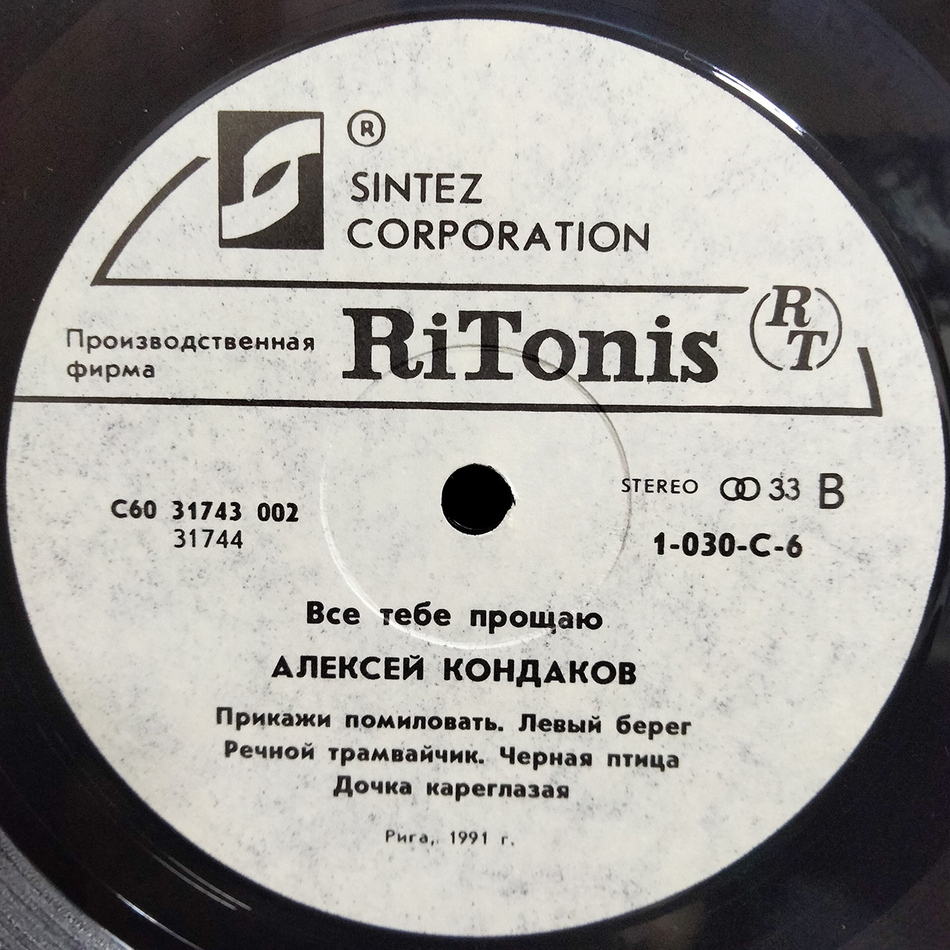 ®
SINTEZ
CORPORATION
Производственная
фирма
RiTonis
RT
С60 31743 002
31744
STEREO 33 B
1-030-С-6
Все тебе прощаю
АЛЕКСЕЙ КОНДАКОВ
Прикажи помиловать. Левый берег
Речной трамвайчик. Черная птица
Дочка кареглазая
Рига,. 1991 г.